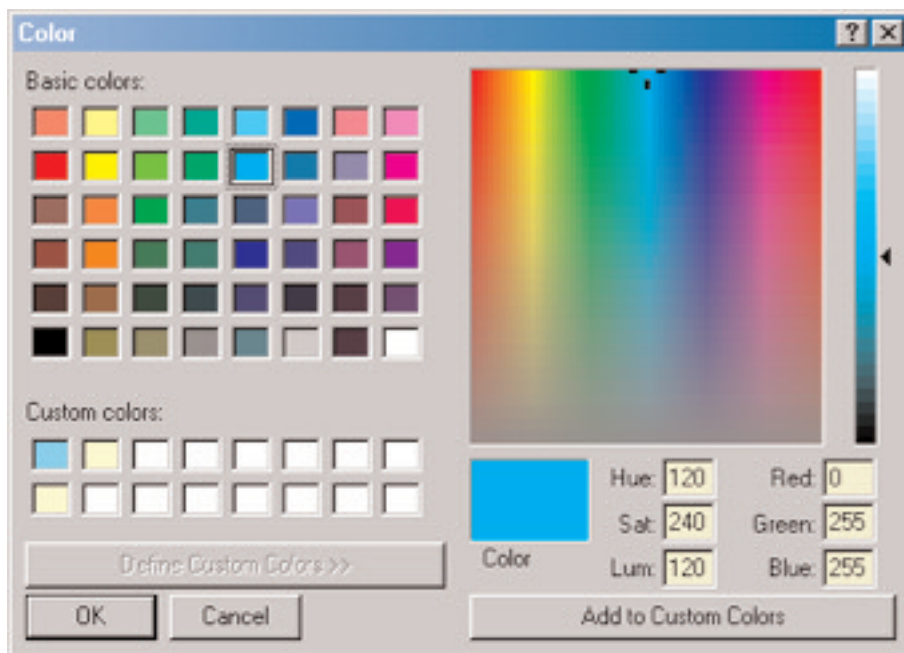 Color
Basic colors:
Custom colors:
Define Custom Colors >>
OK Cancel
Color
Hue: 120 Red: 0
Sat: 240 Green: 255
Lum: 120 Blue: 255
Add to Custom Colors